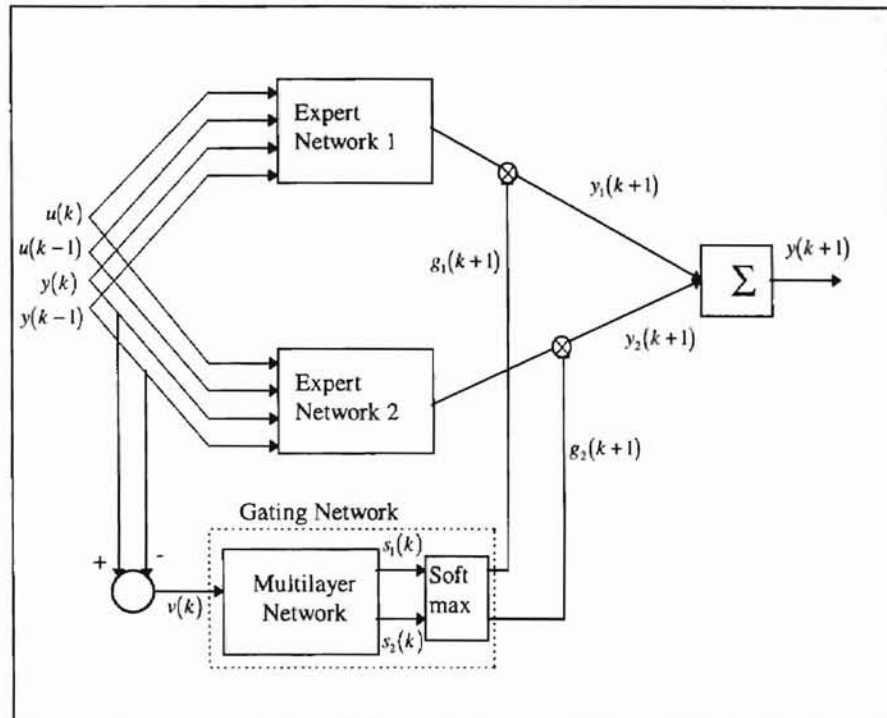 Expert
Network 1
u(k)
u(k−1)
y(k)
y(k−1)
y₁(k+1)
g₁(k+1)
y(k+1)
Σ
y₂(k+1)
Expert
Network 2
g₂(k+1)
Gating Network
+
-
v(k)
Multilayer
Network
s₁(k)
s₂(k)
Soft
max